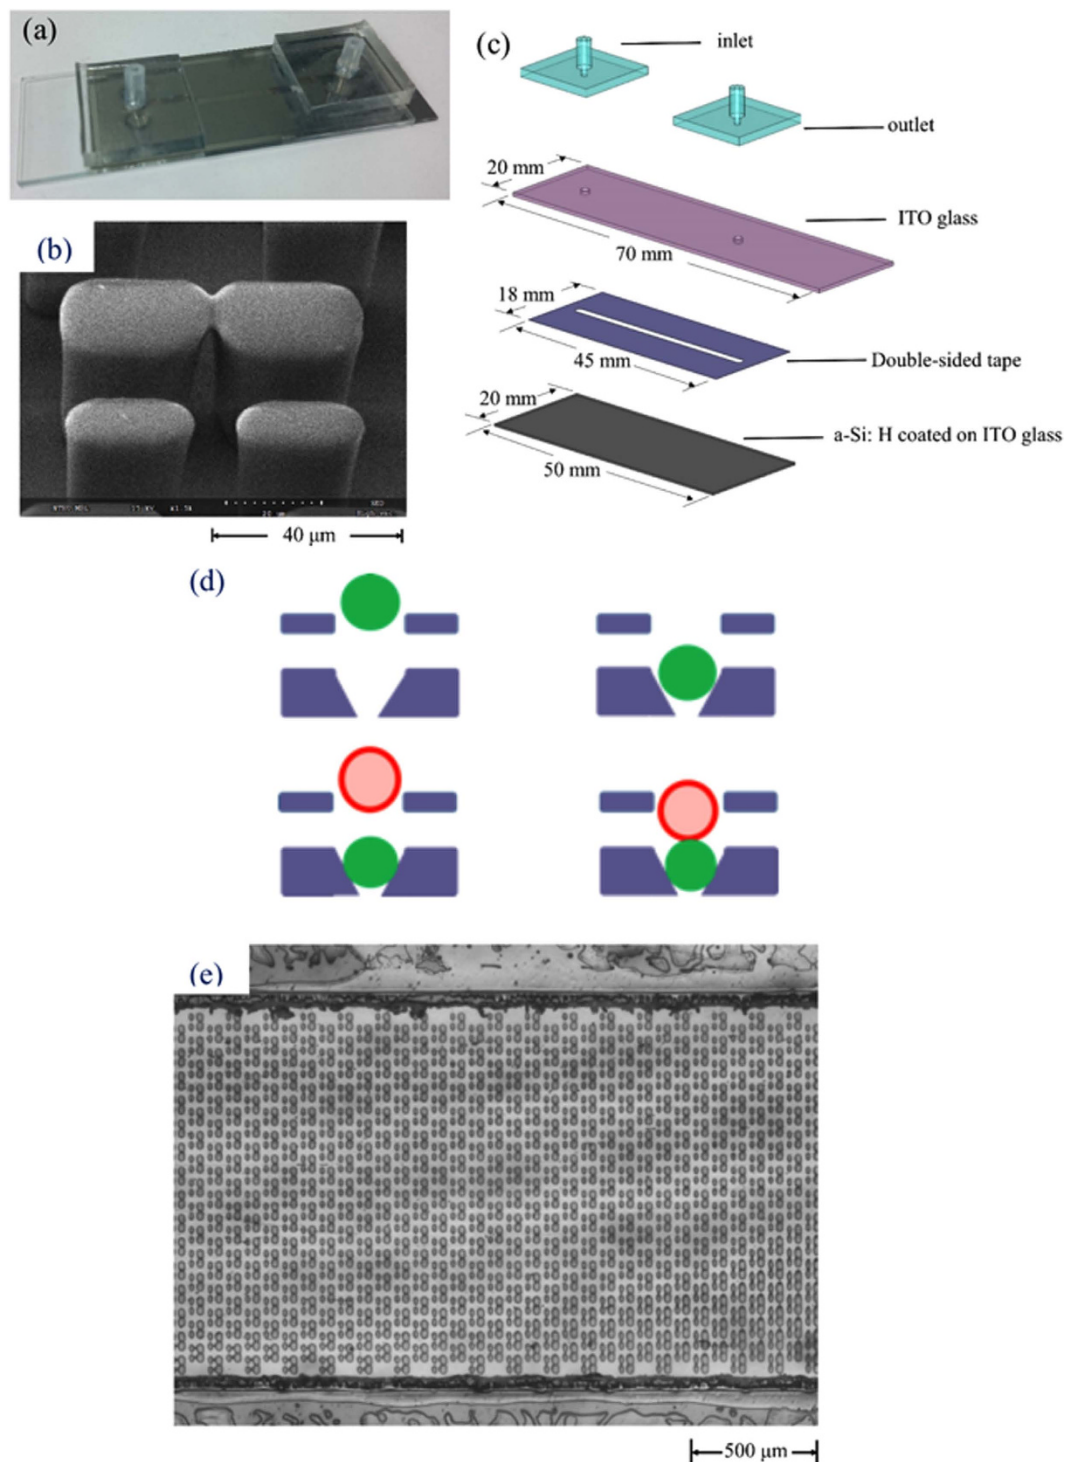 (a)
(c)
inlet
outlet
20 mm
ITO glass
70 mm
(b)
18 mm
45 mm
Double-sided tape
20 mm
a-Si: H coated on ITO glass
50 mm
40 μm
(d)
(e)
500 μm